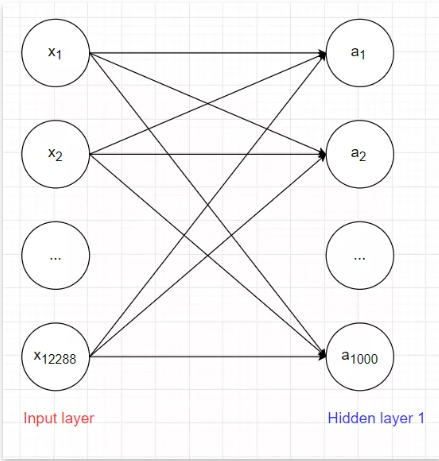 x1 a1
x2 a2
... ...
x12288 a1000
Input layer Hidden layer 1